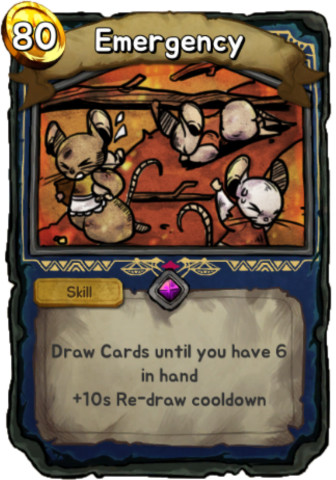 80
Emergency
Skill
Draw Cards until you have 6
in hand
+10s Re-draw cooldown